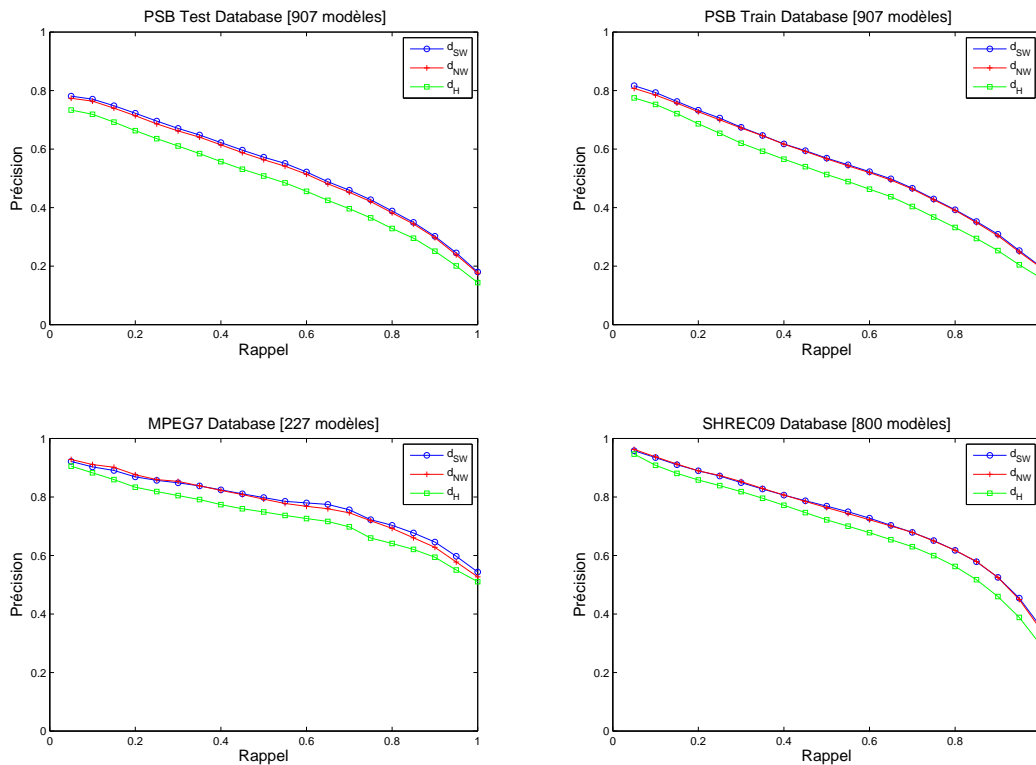 PSB Test Database [907 modèles]
1
0.8
0.6
0.4
0.2
0
Précision
d_SW
d_NW
d_H
0.2
0.4
0.6
0.8
1
Rappel
PSB Train Database [907 modèles]
1
0.8
0.6
0.4
0.2
0
Précision
d_SW
d_NW
d_H
0.2
0.4
0.6
0.8
Rappel
MPEG7 Database [227 modèles]
1
0.8
0.6
0.4
0.2
0
Précision
d_SW
d_NW
d_H
0.2
0.4
0.6
0.8
1
Rappel
SHREC09 Database [800 modèles]
1
0.8
0.6
0.4
0.2
0
Précision
d_SW
d_NW
d_H
0.2
0.4
0.6
0.8
Rappel